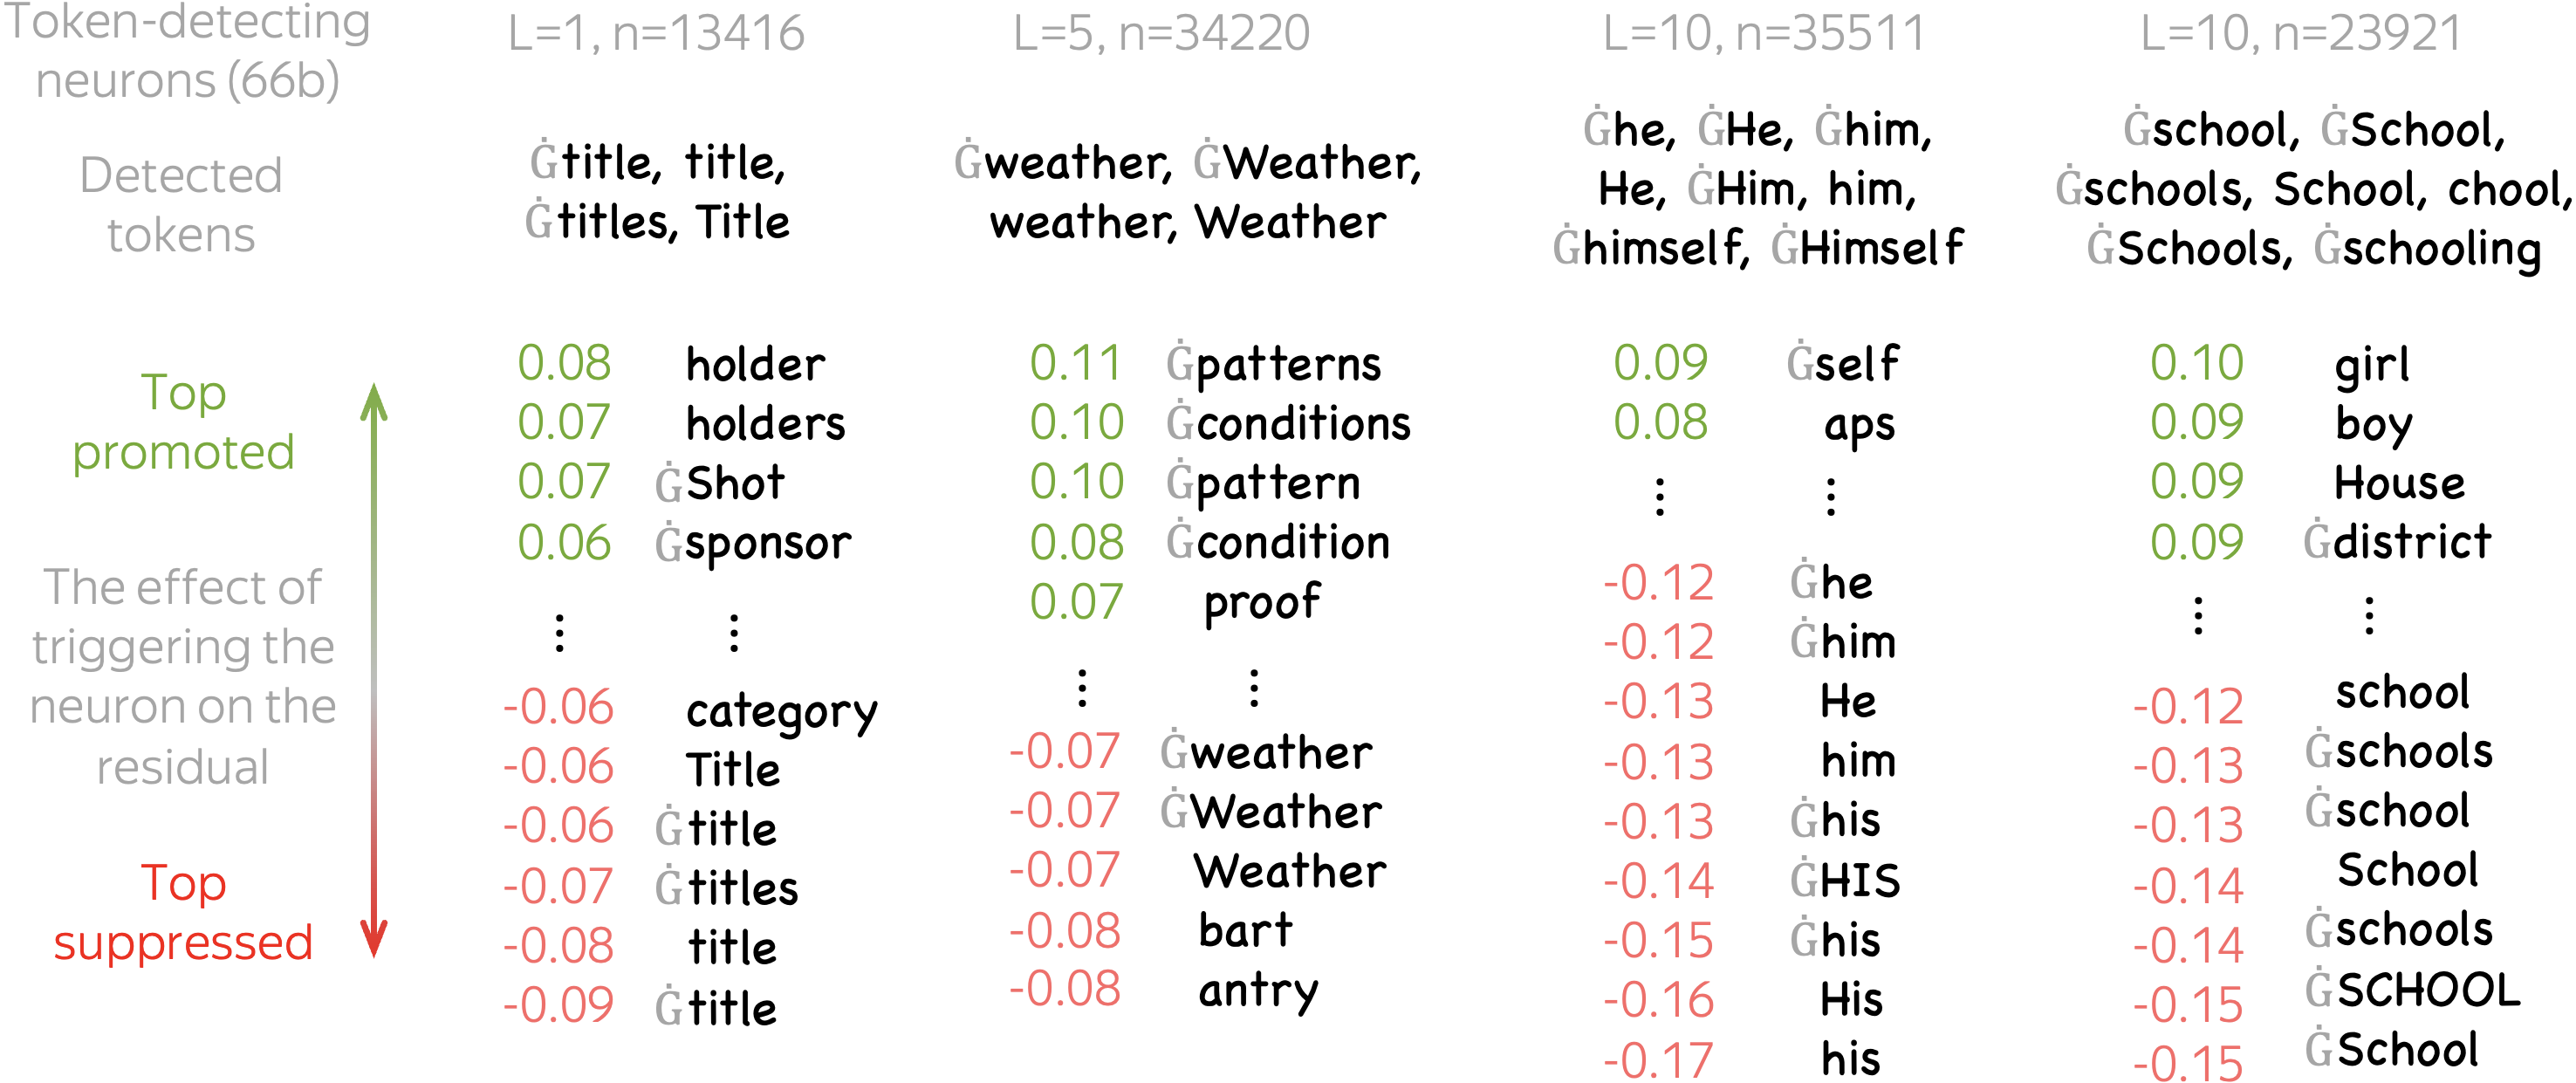 Token-detecting neurons (66b)
L=1, n=13416
L=5, n=34220
L=10, n=35511
L=10, n=23921
Detected tokens
Ġtitle, title,
Ġtitles, Title
Ġweather, ĠWeather,
weather, Weather
Ġhe, ĠHe, Ġhim,
He, ĠHim, him,
Ġhimself, ĠHimself
Ġschool, ĠSchool,
Ġschools, School, chool,
ĠSchools, Ġschooling
Top
promoted
The effect of
triggering the
neuron on the
residual
Top
suppressed
0.08 holder
0.07 holders
0.07 ĠShot
0.06 Ġsponsor
⋮ ⋮
-0.06 category
-0.06 Title
-0.06 Ġtitle
-0.07 Ġtitles
-0.08 title
-0.09 Ġtitle
0.11 Ġpatterns
0.10 Ġconditions
0.10 Ġpattern
0.08 Ġcondition
0.07 proof
⋮ ⋮
-0.07 Ġweather
-0.07 ĠWeather
-0.07 Weather
-0.08 bart
-0.08 antry
0.09 Ġself
0.08 aps
⋮ ⋮
-0.12 Ġhe
-0.12 Ġhim
-0.13 He
-0.13 him
-0.13 Ġhis
-0.14 ĠHIS
-0.15 Ġhis
-0.16 His
-0.17 his
0.10 girl
0.09 boy
0.09 House
0.09 Ġdistrict
⋮ ⋮
-0.12 school
-0.13 Ġschools
-0.13 Ġschool
-0.14 School
-0.14 Ġschools
-0.15 ĠSCHOOL
-0.15 ĠSchool